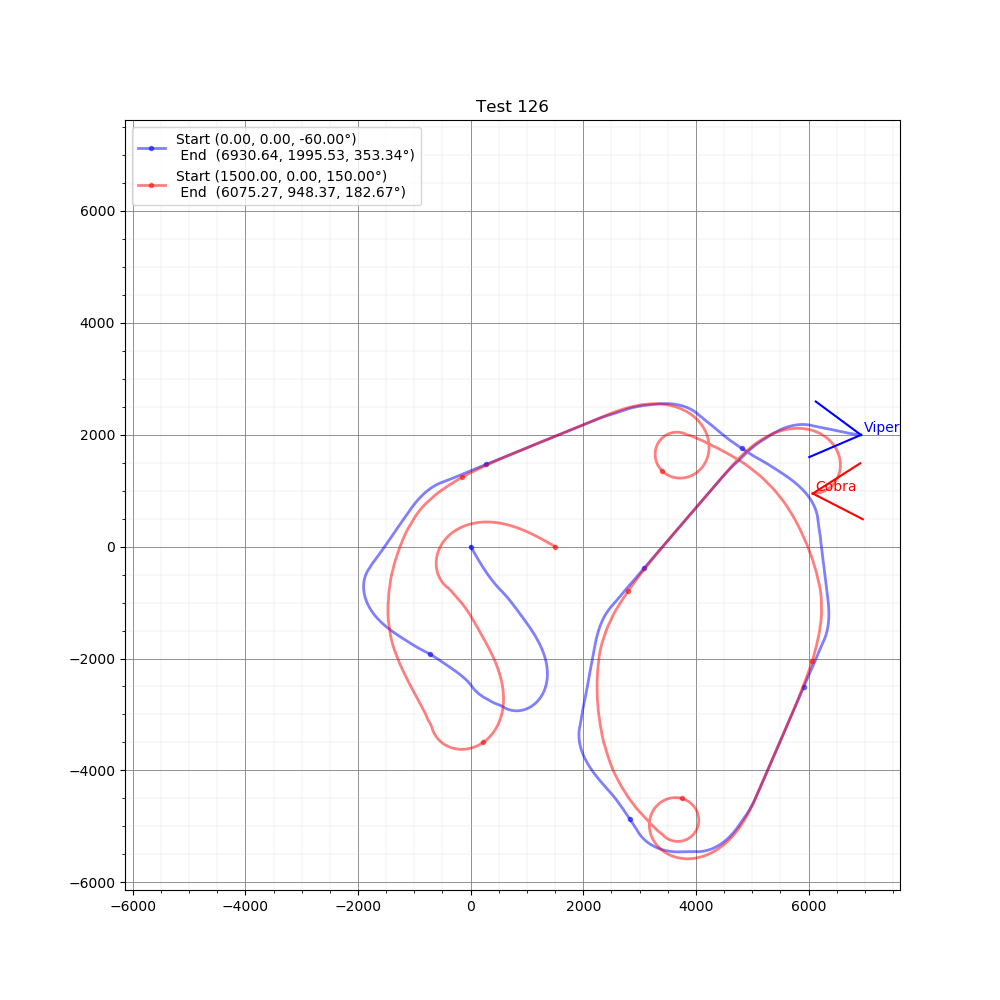 Test 126
Start (0.00, 0.00, -60.00°)
End (6930.64, 1995.53, 353.34°)
Start (1500.00, 0.00, 150.00°)
End (6075.27, 948.37, 182.67°)
6000
4000
Viper
2000
Cobra
0
−2000
−4000
−6000
−6000 −4000 −2000 0 2000 4000 6000